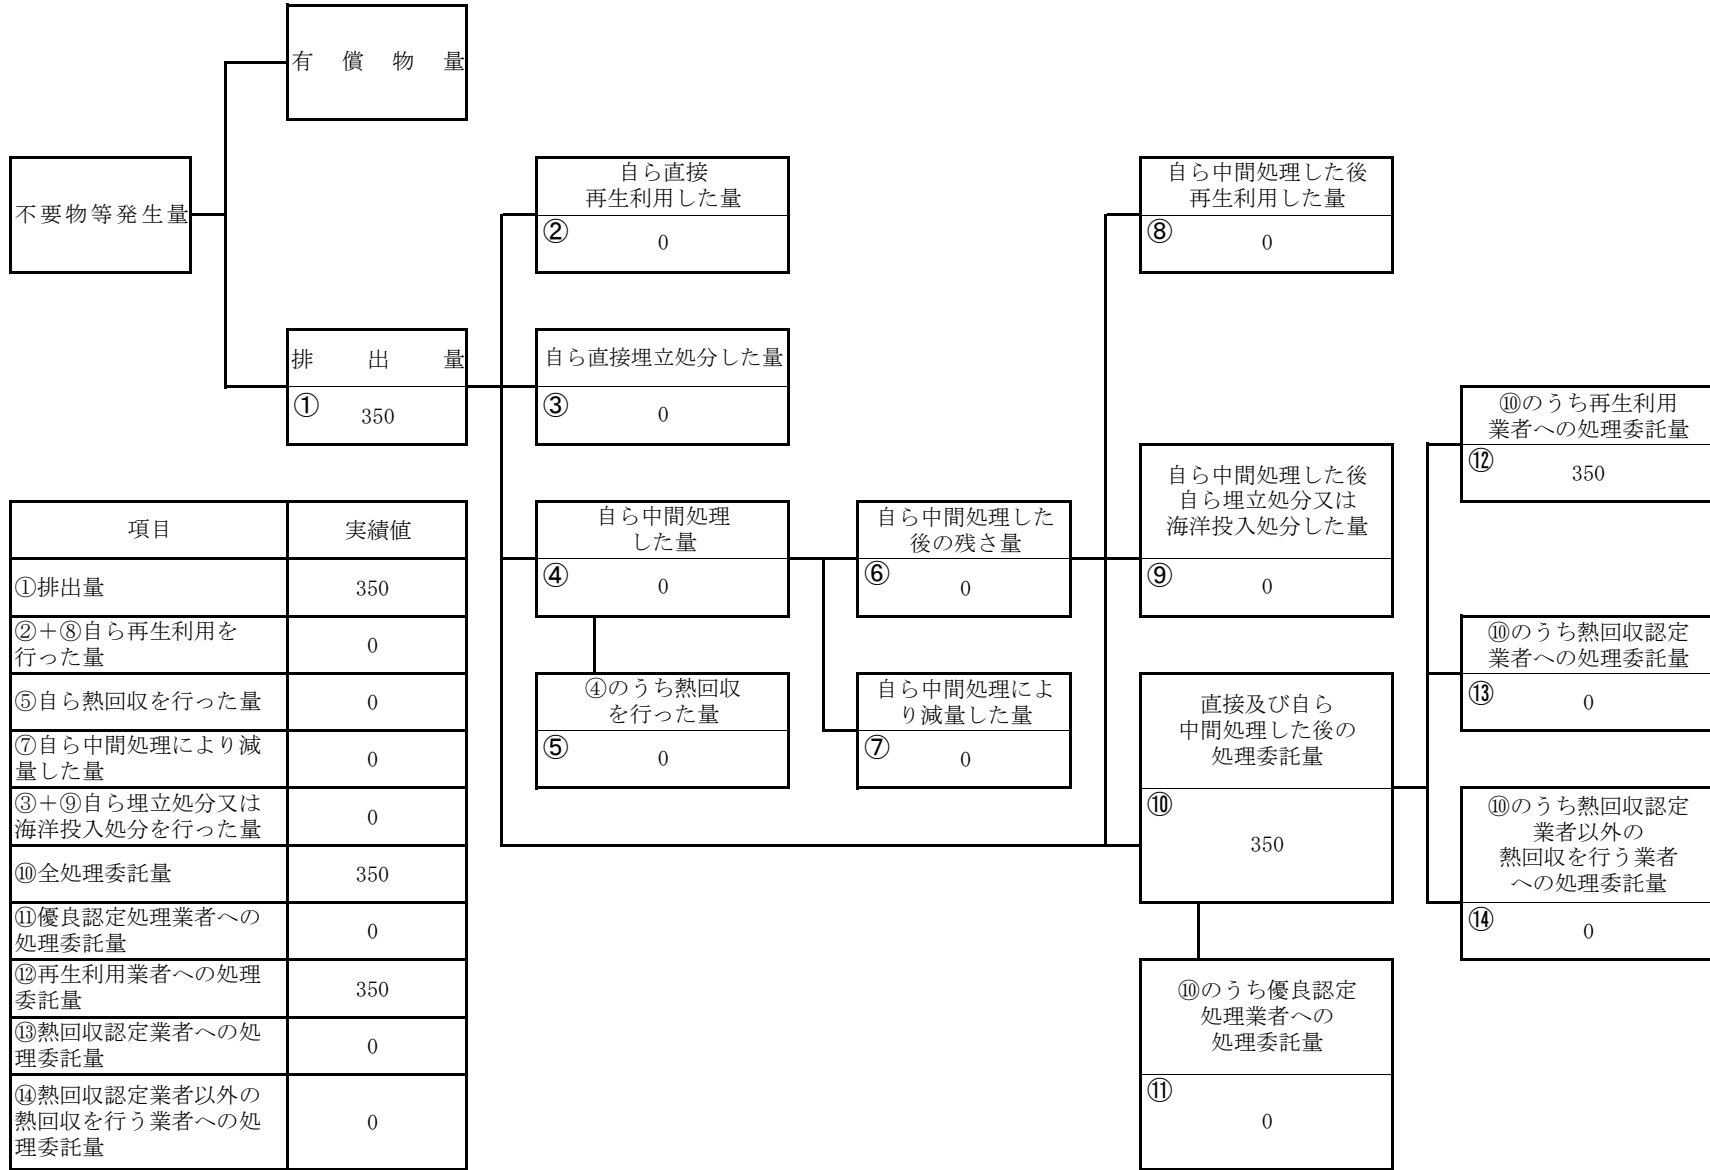 有償物量
不要物等発生量
排出量
① 350
自ら直接
再生利用した量
② 0
自ら直接埋立処分した量
③ 0
自ら中間処理
した量
④ 0
④のうち熱回収
を行った量
⑤ 0
自ら中間処理した
後の残さ量
⑥ 0
自ら中間処理によ
り減量した量
⑦ 0
自ら中間処理した後
再生利用した量
⑧ 0
自ら中間処理した後
自ら埋立処分又は
海洋投入処分した量
⑨ 0
直接及び自ら
中間処理した後の
処理委託量
⑩
350
⑩のうち優良認定
処理業者への
処理委託量
⑪
0
⑩のうち再生利用
業者への処理委託量
⑫ 350
⑩のうち熱回収認定
業者への処理委託量
⑬ 0
⑩のうち熱回収認定
業者以外の
熱回収を行う業者
への処理委託量
⑭ 0
項目 実績値
①排出量 350
②+⑧自ら再生利用を
行った量 0
⑤自ら熱回収を行った量 0
⑦自ら中間処理により減
量した量 0
③+⑨自ら埋立処分又は
海洋投入処分を行った量 0
⑩全処理委託量 350
⑪優良認定処理業者への
処理委託量 0
⑫再生利用業者への処理
委託量 350
⑬熱回収認定業者への処
理委託量 0
⑭熱回収認定業者以外の
熱回収を行う業者への処 0
理委託量